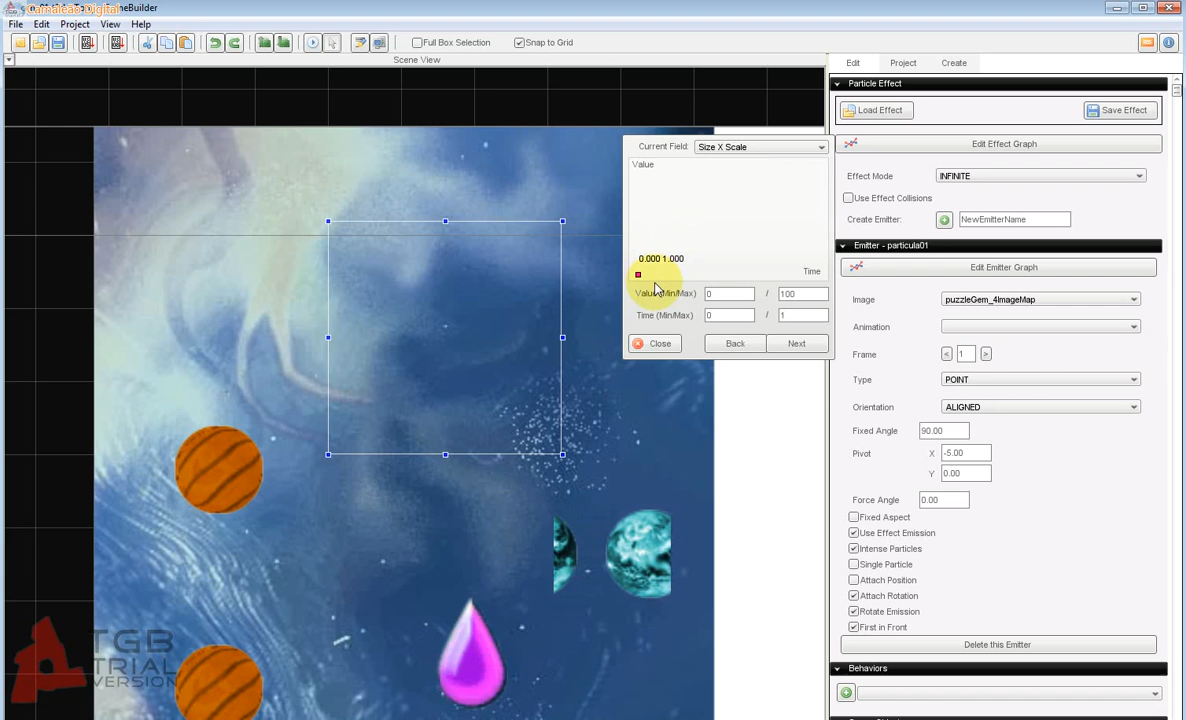 Camaleão Digital
eBuilder
File Edit Project View Help
Full Box Selection
Snap to Grid
Scene View
Edit Project Create
Particle Effect
Load Effect
Save Effect
Edit Effect Graph
Effect Mode INFINITE
Use Effect Collisions
Create Emitter: NewEmitterName
Emitter - particula01
Edit Emitter Graph
Image puzzleGem_4ImageMap
Animation
Frame < 1 >
Type POINT
Orientation ALIGNED
Fixed Angle 90.00
Pivot X -5.00
Y 0.00
Force Angle 0.00
Fixed Aspect
Use Effect Emission
Intense Particles
Single Particle
Attach Position
Attach Rotation
Rotate Emission
First in Front
Delete this Emitter
Behaviors
Current Field: Size X Scale
Value
0.000 1.000
Time
Value (Min/Max) 0 / 100
Time (Min/Max) 0 / 1
Close Back Next
TGB
TRIAL
VERSION